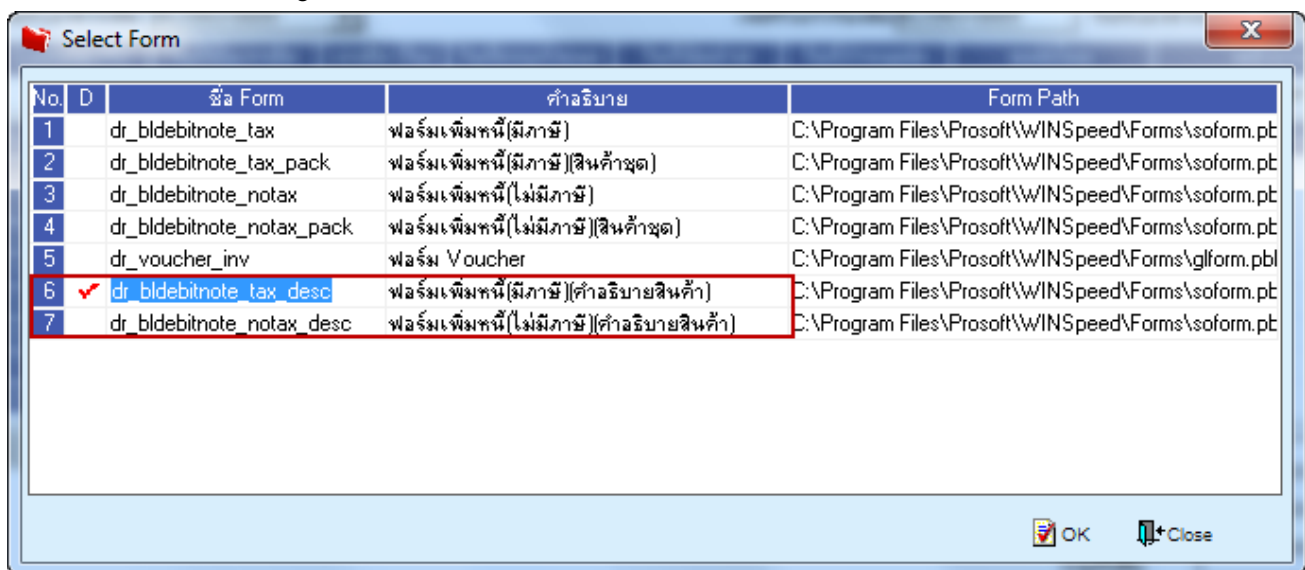 Select Form
No. D ชื่อ Form คำอธิบาย Form Path
1 dr_bldebitnote_tax ฟอร์มเพิ่มหนี้(มีภาษี) C:\Program Files\Prosoft\WINSpeed\Forms\soform.pb
2 dr_bldebitnote_tax_pack ฟอร์มเพิ่มหนี้(มีภาษี)(สินค้าชุด) C:\Program Files\Prosoft\WINSpeed\Forms\soform.pb
3 dr_bldebitnote_notax ฟอร์มเพิ่มหนี้(ไม่มีภาษี) C:\Program Files\Prosoft\WINSpeed\Forms\soform.pb
4 dr_bldebitnote_notax_pack ฟอร์มเพิ่มหนี้(ไม่มีภาษี)(สินค้าชุด) C:\Program Files\Prosoft\WINSpeed\Forms\soform.pb
5 dr_voucher_inv ฟอร์ม Voucher C:\Program Files\Prosoft\WINSpeed\Forms\glform.pbl
6 dr_bldebitnote_tax_desc ฟอร์มเพิ่มหนี้(มีภาษี)(คำอธิบายสินค้า) C:\Program Files\Prosoft\WINSpeed\Forms\soform.pb
7 dr_bldebitnote_notax_desc ฟอร์มเพิ่มหนี้(ไม่มีภาษี)(คำอธิบายสินค้า) C:\Program Files\Prosoft\WINSpeed\Forms\soform.pb
OK Close